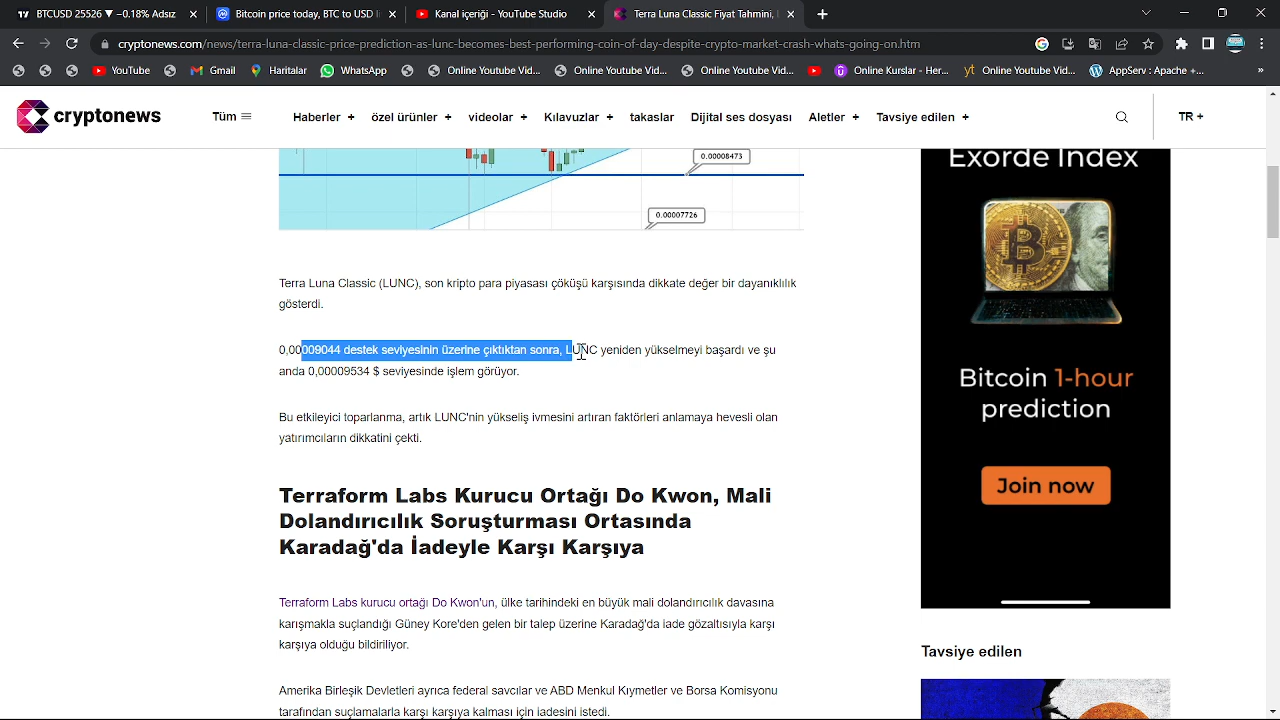 BTCUSD 25526 ▼ −0.18% Adsız
Bitcoin price today, BTC to USD li
Kanal içeriği - YouTube Studio
Terra Luna Classic Fiyat Tahmini, L
cryptonews.com/news/terra-luna-classic-price-prediction-as-lunc-becomes-best-performing-coin-of-day-despite-crypto-market-crash-whats-going-on.htm
YouTube
Gmail
Haritalar
WhatsApp
Online Youtube Vid...
Online Youtube Vid...
Online Youtube Vid...
Online Kurslar - Her...
Online Youtube Vid...
AppServ : Apache +...
cryptonews
Tüm
Haberler +
özel ürünler +
videolar +
Kılavuzlar +
takaslar
Dijital ses dosyası
Aletler +
Tavsiye edilen +
TR +
0.00008473
0.00007726
Terra Luna Classic (LUNC), son kripto para piyasası çöküşü karşısında dikkate değer bir dayanıklılık
gösterdi.
0,00009044 destek seviyesinin üzerine çıktıktan sonra, LUNC yeniden yükselmeyi başardı ve şu
anda 0,00009534 $ seviyesinde işlem görüyor.
Bu etkileyici kazanç artık LUNC'nin yükseliş ivmesini artıran faktörleri anlamaya hevesli olan
yatırımcıların dikkatini çekti.
Terraform Labs Kurucu Ortağı Do Kwon, Mali
Dolandırıcılık Soruşturması Ortasında
Karadağ'da İadeyle Karşı Karşıya
Terraform Labs kurucu ortağı Do Kwon'un, ülke tarihindeki en büyük mali dolandırıcılık davasına
karışmakla suçlandığı Güney Kore'den gelen bir talep üzerine Karadağ'da iade gözaltısıyla karşı
karşıya olduğu bildiriliyor.
Amerika Birleşik Devletleri ayrıca federal savcılar ve ABD Menkul Kıymetler ve Borsa Komisyonu
tarafından suçlamalarla karşı karşıya kalması için iadesini istedi.
Exorde Index
Bitcoin 1-hour
prediction
Join now
Tavsiye edilen